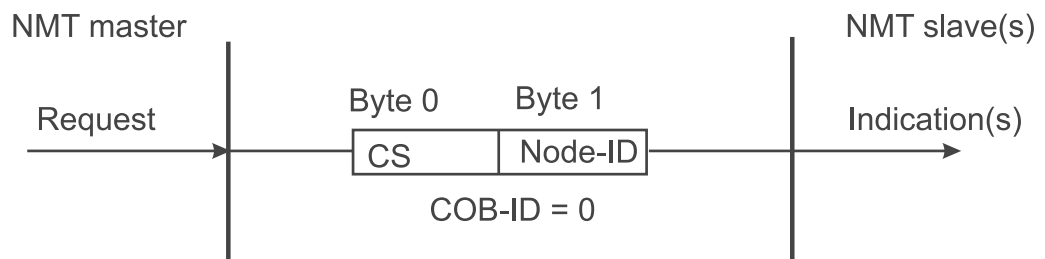 NMT master NMT slave(s)
Byte 0 Byte 1
Request Indication(s)
CS Node-ID
COB-ID = 0